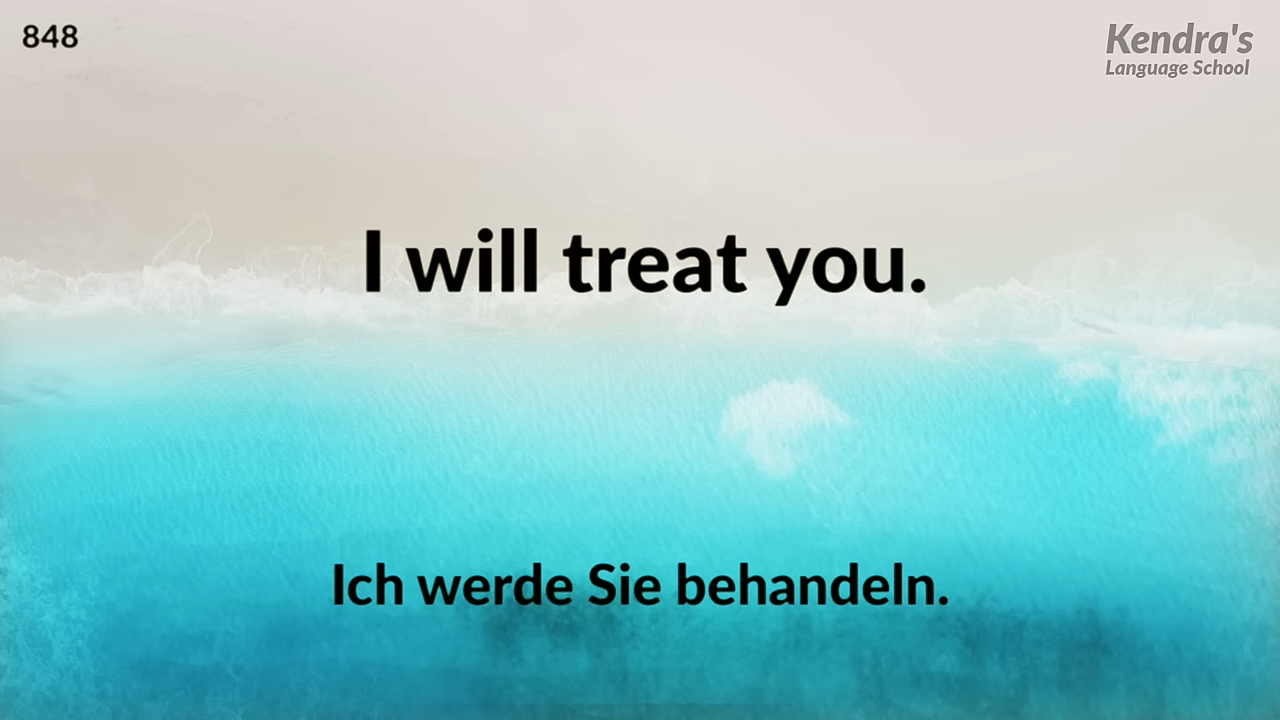 848
Kendra's
Language School
I will treat you.
Ich werde Sie behandeln.